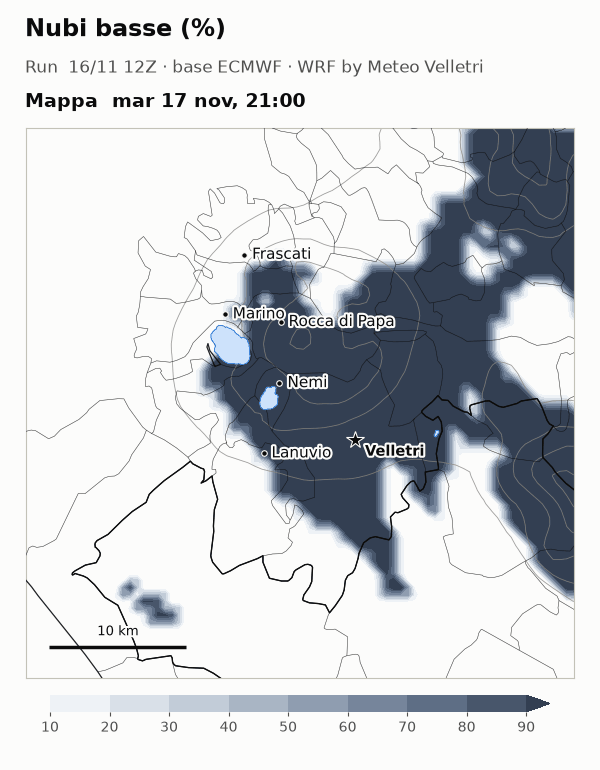 Nubi basse (%)
Run  16/11 12Z · base ECMWF · WRF by Meteo Velletri
Mappa  mar 17 nov, 21:00
Frascati
Marino
Rocca di Papa
Nemi
Velletri
Lanuvio
10 km
10 20 30 40 50 60 70 80 90